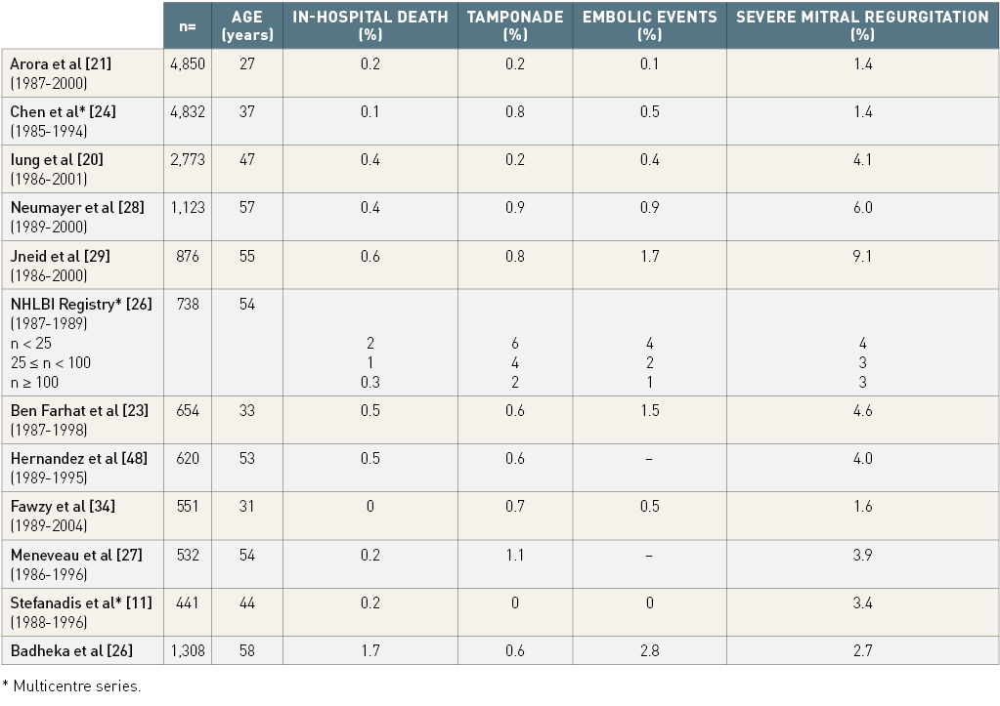 n= AGE (years) IN-HOSPITAL DEATH (%) TAMPONADE (%) EMBOLIC EVENTS (%) SEVERE MITRAL REGURGITATION (%)
Arora et al [21] 4,850 27 0.2 0.2 0.1 1.4
(1987-2000)
Chen et al* [24] 4,832 37 0.1 0.8 0.5 1.4
(1985-1994)
Iung et al [20] 2,773 47 0.4 0.2 0.4 4.1
(1986-2001)
Neumayer et al [28] 1,123 57 0.4 0.9 0.9 6.0
(1989-2000)
Jneid et al [29] 876 55 0.6 0.8 1.7 9.1
(1986-2000)
NHLBI Registry* [26] 738 54
(1987-1989)
n < 25 2 6 4 4
25 ≤ n < 100 1 4 2 3
n ≥ 100 0.3 2 1 3
Ben Farhat et al [23] 654 33 0.5 0.6 1.5 4.6
(1987-1998)
Hernandez et al [48] 620 53 0.5 0.6 – 4.0
(1989-1995)
Fawzy et al [34] 551 31 0 0.7 0.5 1.6
(1989-2004)
Meneveau et al [27] 532 54 0.2 1.1 – 3.9
(1986-1996)
Stefanadis et al* [11] 441 44 0.2 0 0 3.4
(1988-1996)
Badheka et al [26] 1,308 58 1.7 0.6 2.8 2.7
* Multicentre series.